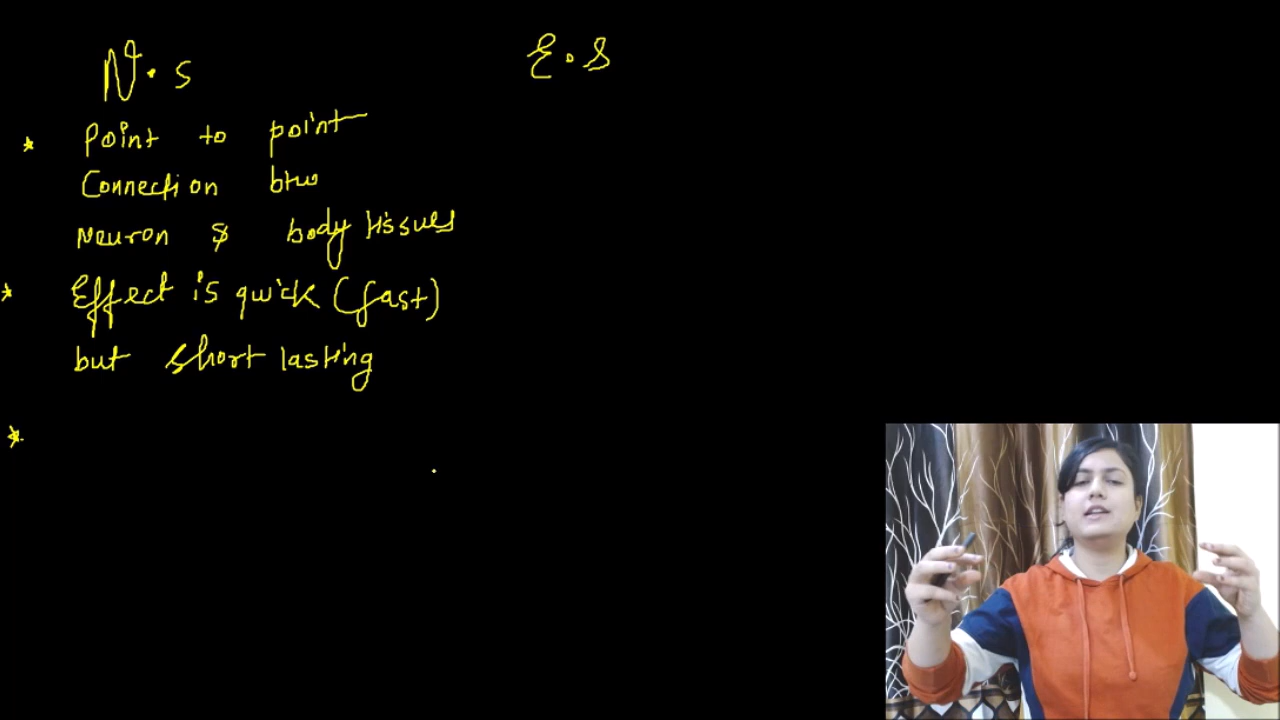 N.S
E.S
* Point to point
Connection btw
Neuron & body tissues
* Effect is quick (fast)
but short lasting
*